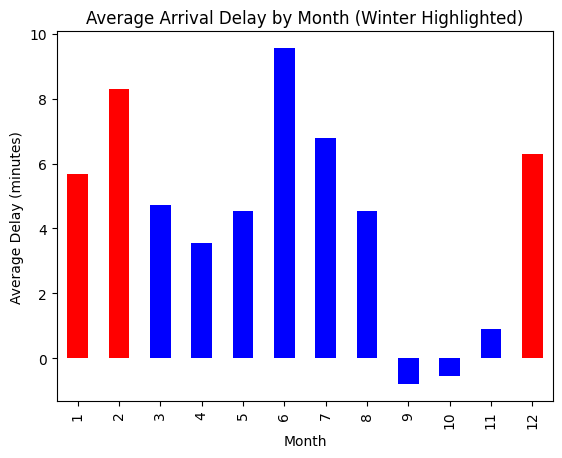 Average Arrival Delay by Month (Winter Highlighted)
Average Delay (minutes)
10
8
6
4
2
0
1 2 3 4 5 6 7 8 9 10 11 12
Month